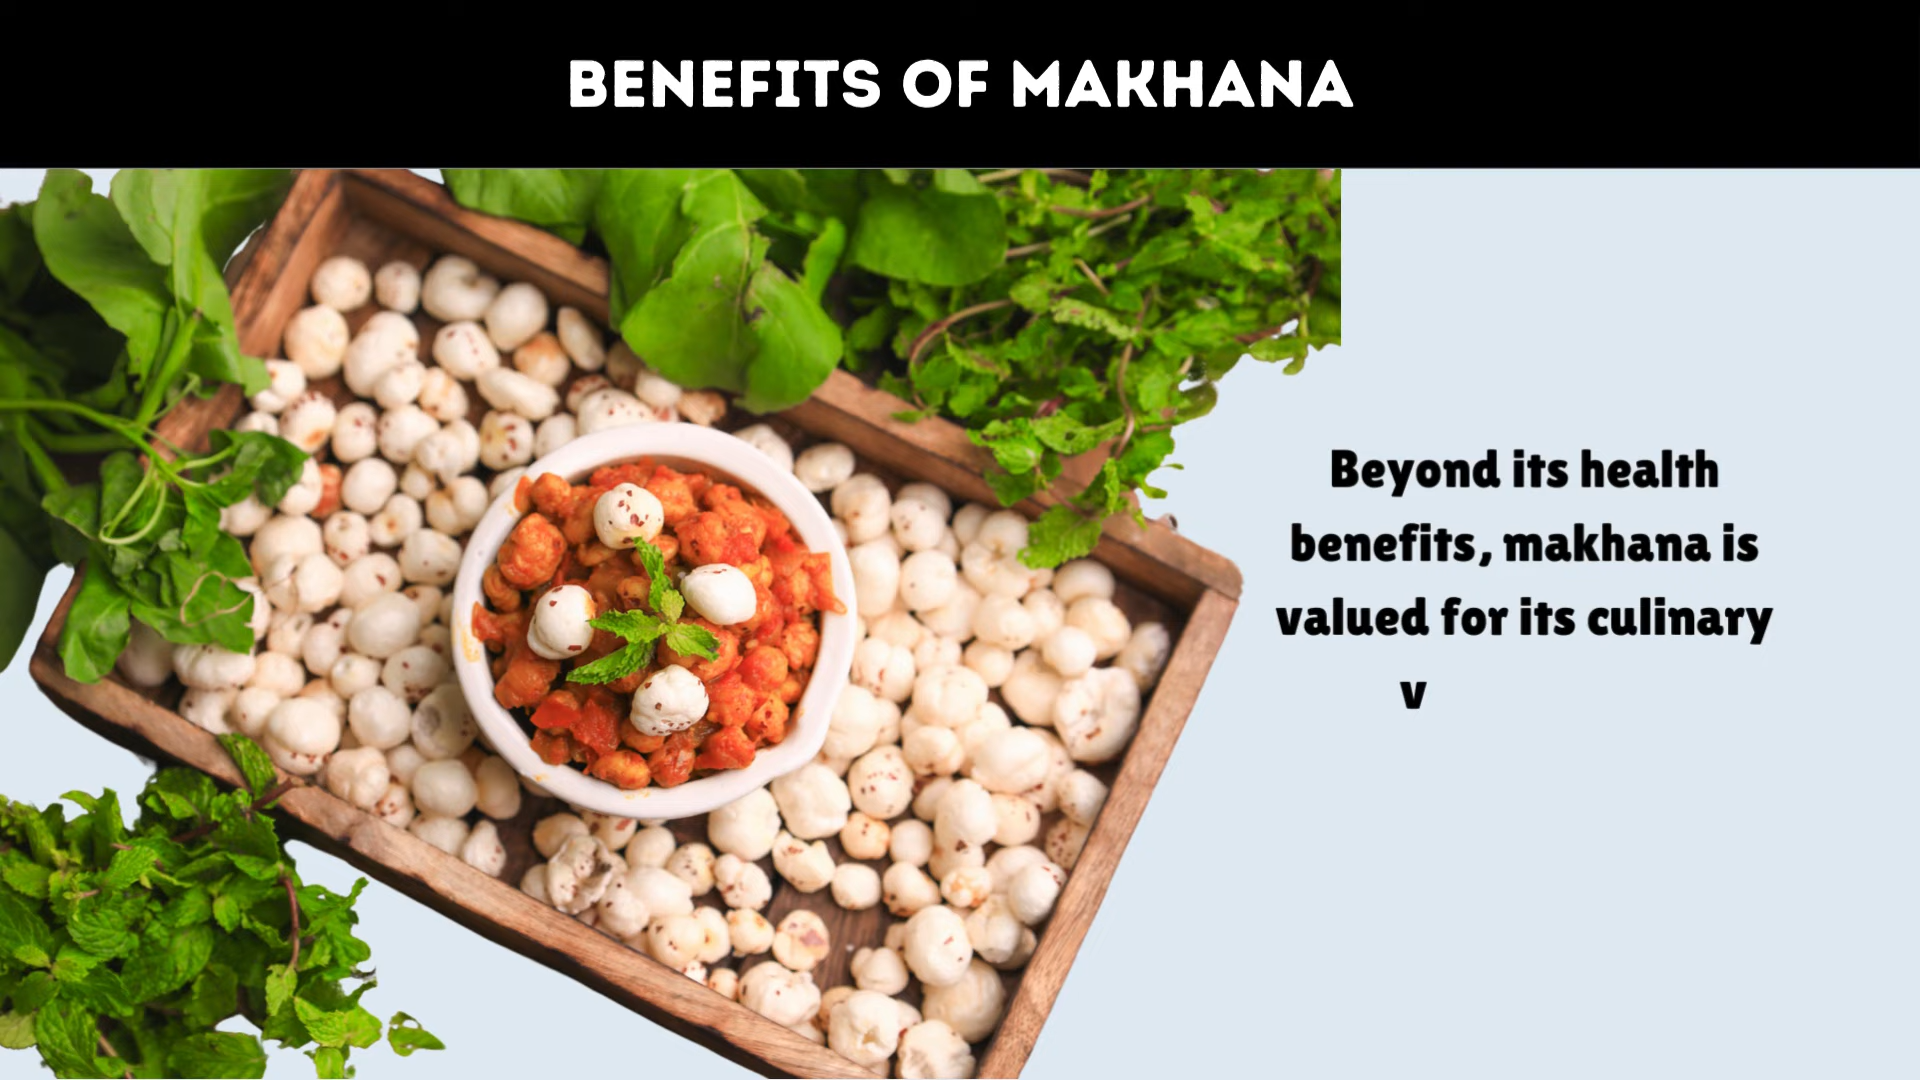 BENEFITS OF MAKHANA
Beyond its health
benefits, makhana is
valued for its culinary
v